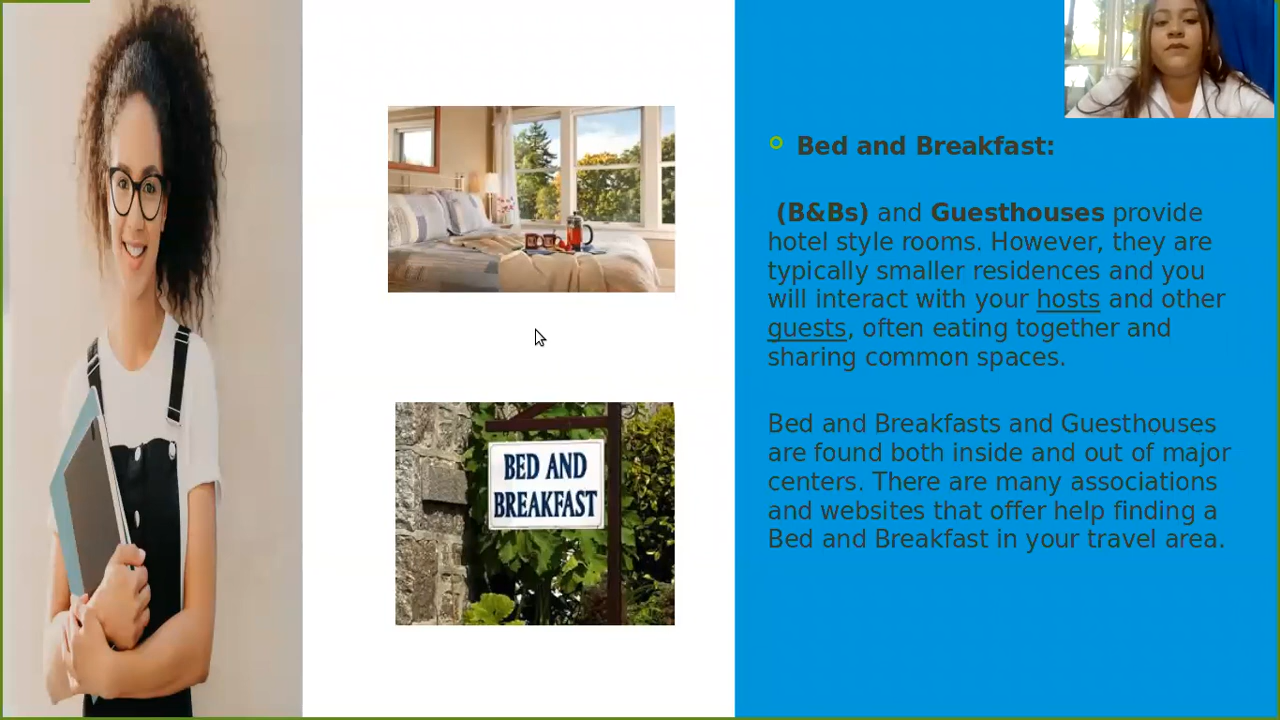 BED AND
BREAKFAST
Bed and Breakfast:
(B&Bs) and Guesthouses provide
hotel style rooms. However, they are
typically smaller residences and you
will interact with your hosts and other
guests, often eating together and
sharing common spaces.
Bed and Breakfasts and Guesthouses
are found both inside and out of major
centers. There are many associations
and websites that offer help finding a
Bed and Breakfast in your travel area.